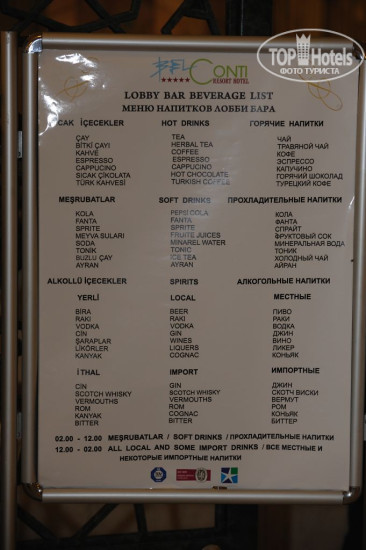 TOP Hotels
ФОТО ТУРИСТА
BEL CONTI
RESORT HOTEL
LOBBY BAR BEVERAGE LIST
МЕНЮ НАПИТКОВ ЛОББИ БАРА
SICAK İÇECEKLER HOT DRINKS ГОРЯЧИЕ НАПИТКИ
ÇAY TEA ЧАЙ
BİTKİ ÇAYI HERBAL TEA ТРАВЯНОЙ ЧАЙ
KAHVE COFFEE КОФЕ
ESPRESSO ESPRESSO ЭСПРЕССО
CAPPUCINO CAPPUCINO КАПУЧИНО
SICAK ÇİKOLATA HOT CHOCOLATE ГОРЯЧИЙ ШОКОЛАД
TÜRK KAHVESİ TURKISH COFFEE ТУРЕЦКИЙ КОФЕ
MEŞRUBATLAR SOFT DRINKS ПРОХЛАДИТЕЛЬНЫЕ НАПИТКИ
KOLA PEPSI COLA КОЛА
FANTA FANTA ФАНТА
SPRITE SPRITE СПРАЙТ
MEYVA SULARI FRUITE JUICES ФРУКТОВЫЙ СОК
SODA MINAREL WATER МИНЕРАЛЬНАЯ ВОДА
TONİK TONIC ТОНИК
BUZLU ÇAY ICE TEA ХОЛОДНЫЙ ЧАЙ
AYRAN AYRAN АЙРАН
ALKOLLÜ İÇECEKLER SPIRITS АЛКОГОЛЬНЫЕ НАПИТКИ
YERLİ LOCAL МЕСТНЫЕ
BIRA BEER ПИВО
RAKI RAKI РАКИ
VODKA VODKA ВОДКА
CİN GIN ДЖИН
ŞARAPLAR WINES ВИНО
LİKÖRLER LIQUERS ЛИКЕР
KANYAK COGNAC КОНЬЯК
İTHAL IMPORT ИМПОРТНЫЕ
CİN GIN ДЖИН
SCOTCH WHISKY SCOTCH WHISKY СКОТЧ ВИСКИ
VERMOUTHS VERMOUTHS ВЕРМУТ
ROM ROM РОМ
KANYAK COGNAC КОНЬЯК
BITTER BITTER БИТТЕР
02.00 - 12.00 MEŞRUBATLAR / SOFT DRINKS / ПРОХЛАДИТЕЛЬНЫЕ НАПИТКИ
12.00 - 02.00 ALL LOCAL AND SOME IMPORT DRINKS / ВСЕ МЕСТНЫЕ И
НЕКОТОРЫЕ ИМПОРТНЫЕ НАПИТКИ